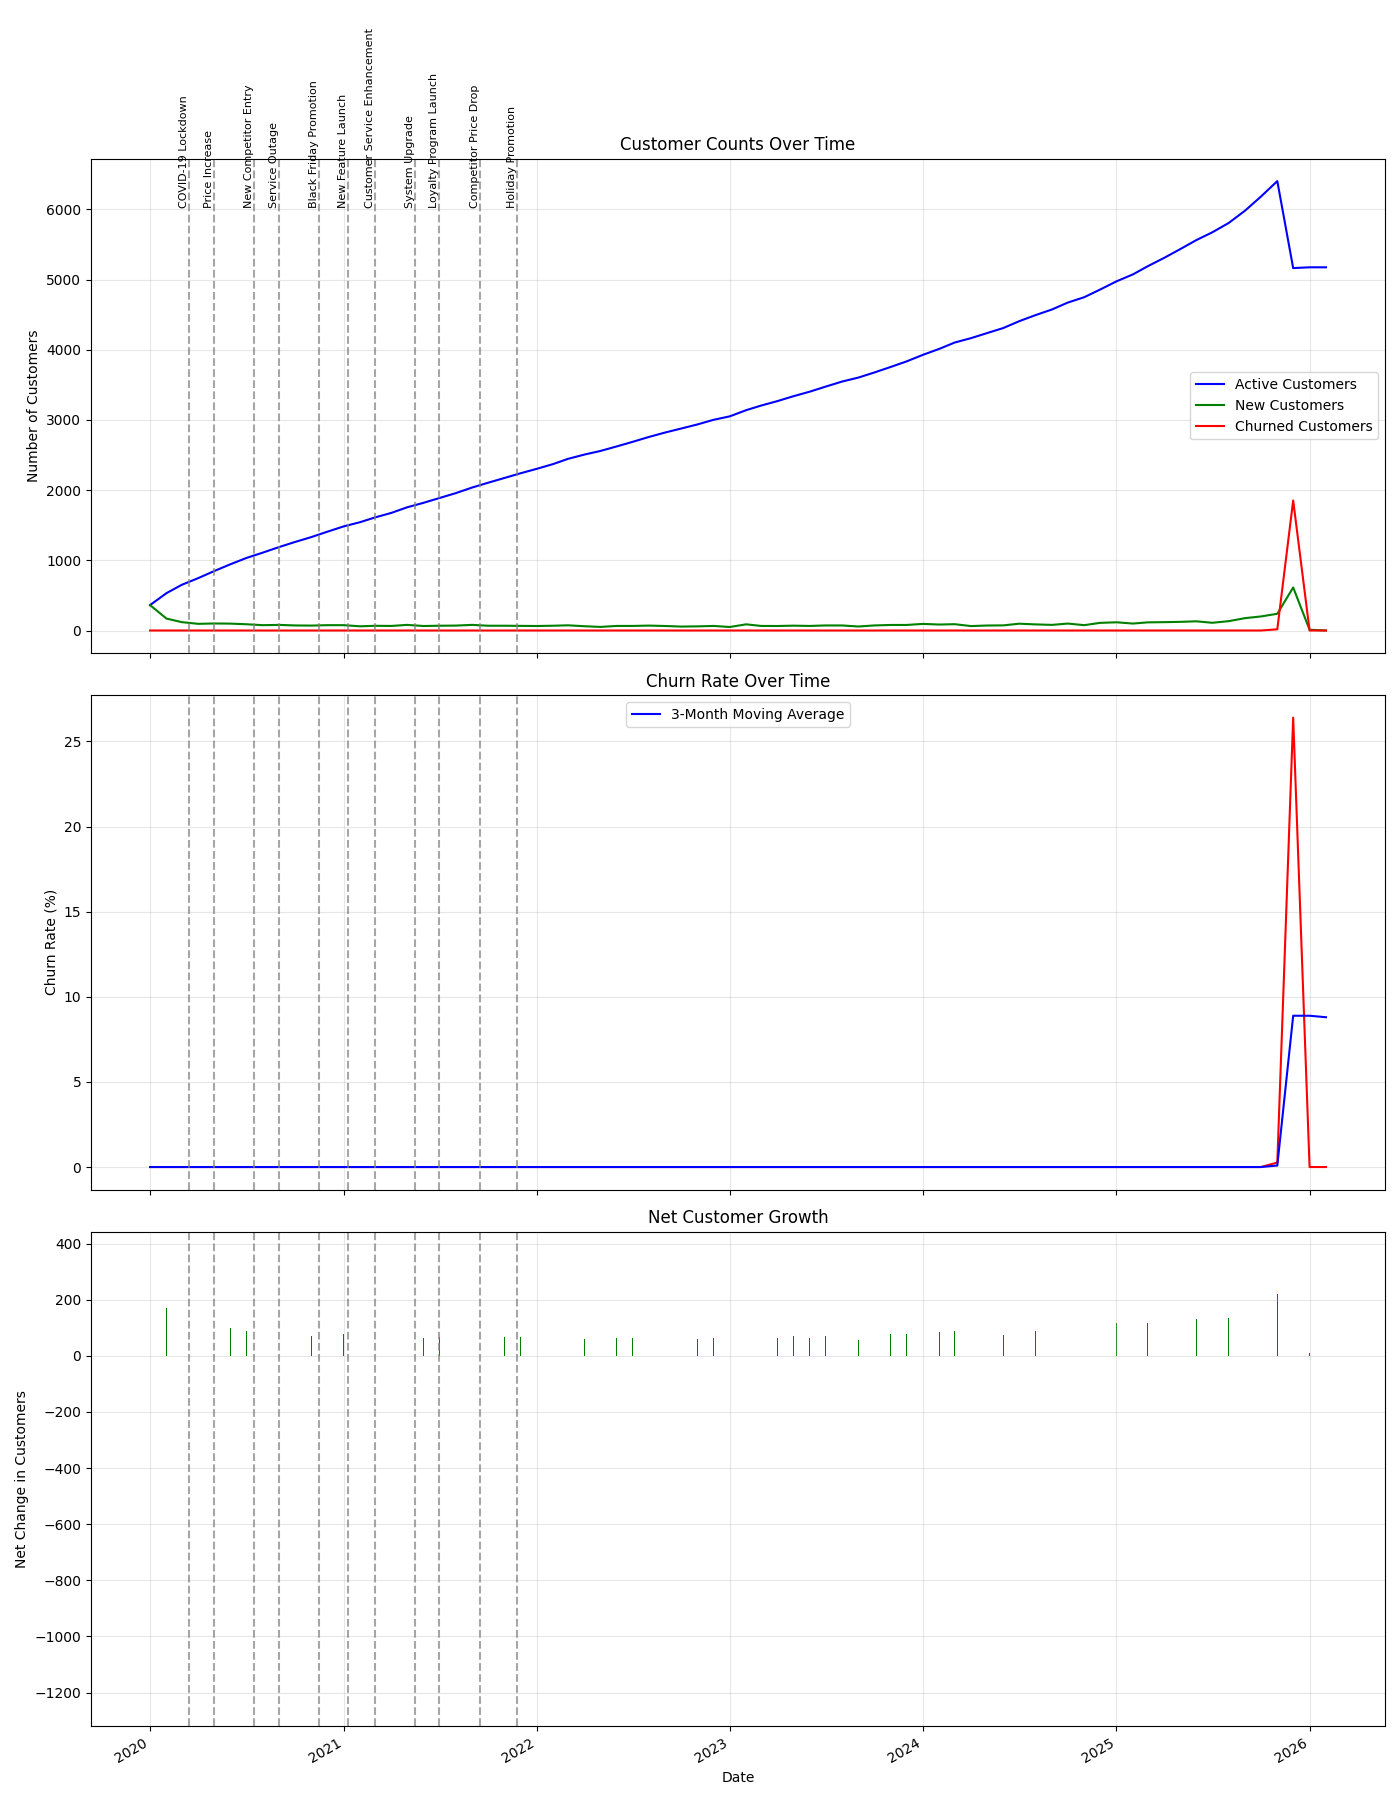 COVID-19 Lockdown
Price Increase
New Competitor Entry
Service Outage
Black Friday Promotion
New Feature Launch
Customer Service Enhancement
System Upgrade
Loyalty Program Launch
Competitor Price Drop
Holiday Promotion
Customer Counts Over Time
Number of Customers
6000
5000
4000
3000
2000
1000
0
Active Customers
New Customers
Churned Customers
Churn Rate Over Time
3-Month Moving Average
Churn Rate (%)
25
20
15
10
5
0
Net Customer Growth
Net Change in Customers
400
200
0
−200
−400
−600
−800
−1000
−1200
2020
2021
2022
2023
2024
2025
2026
Date